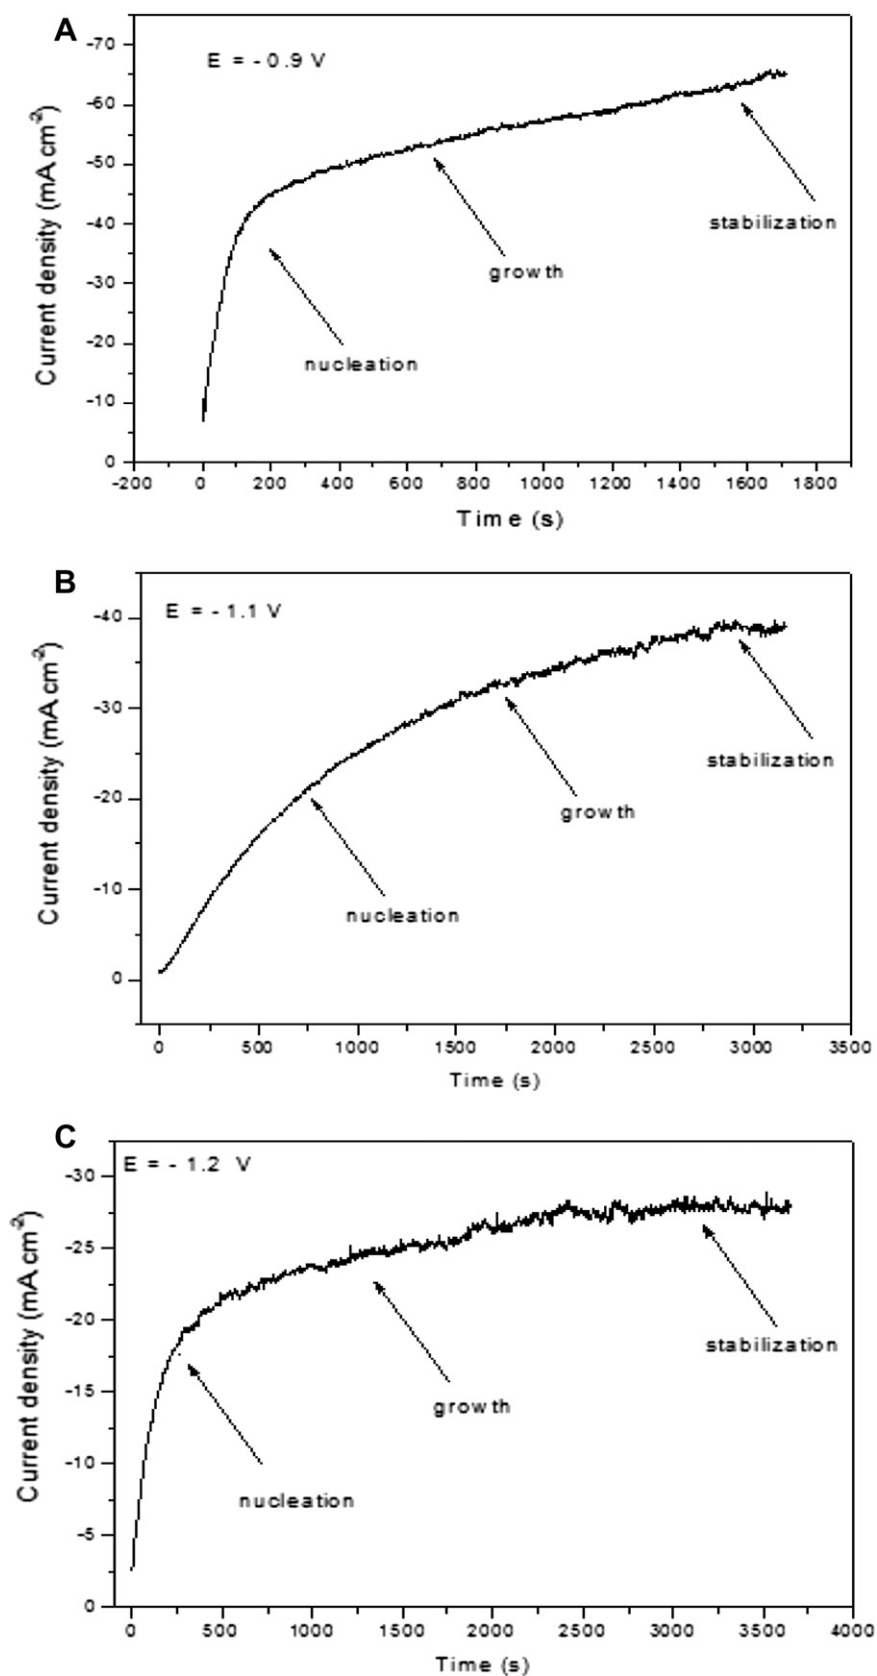 A
E = - 0.9 V
Current density (mA cm-2)
-70
-60
-50
-40
-30
-20
-10
0
stabilization
growth
nucleation
-200 0 200 400 600 800 1000 1200 1400 1600 1800
Time (s)
B
E = - 1.1 V
Current density (mA cm-2)
-40
-30
-20
-10
0
stabilization
growth
nucleation
0 500 1000 1500 2000 2500 3000 3500
Time (s)
C
E = - 1.2 V
Current density (mA cm-2)
-30
-25
-20
-15
-10
-5
0
stabilization
growth
nucleation
0 500 1000 1500 2000 2500 3000 3500 4000
Time (s)